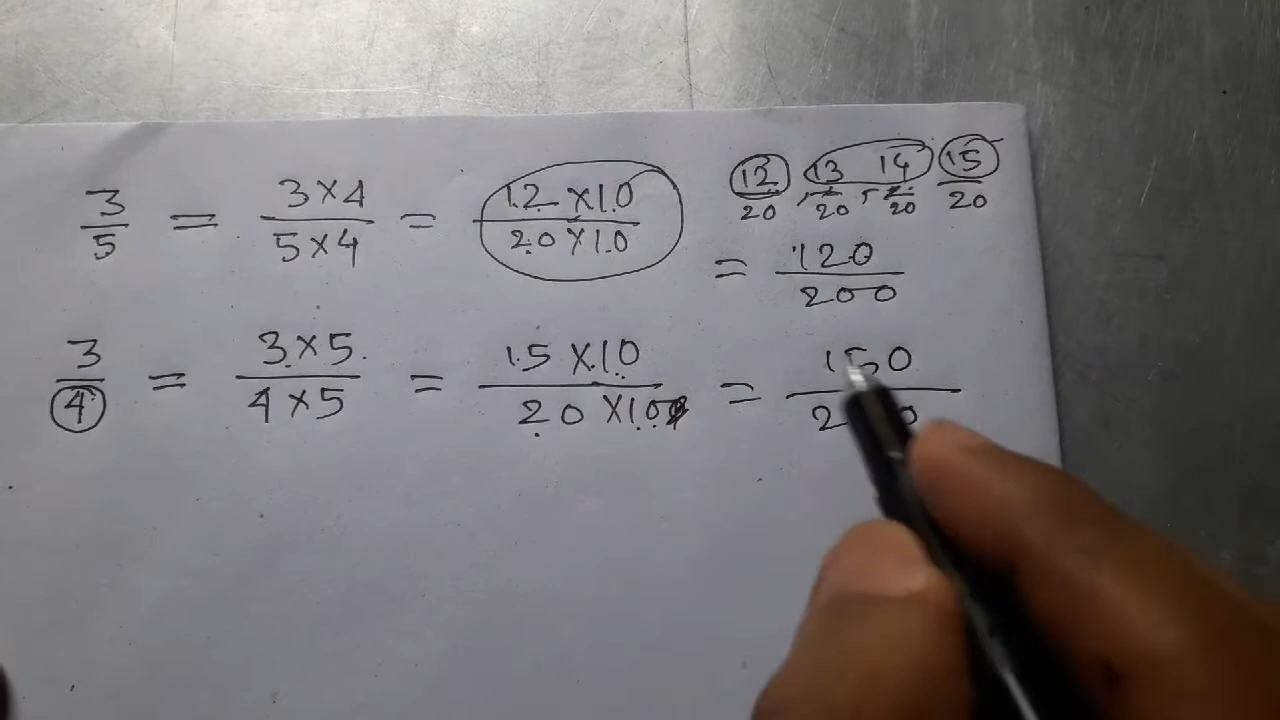 12/20, 13/20, 14/20 15/20
3/5 = 3×4/5×4 = 12×10/20×10
= 120/200
3/4 = 3×5/4×5 = 15×10/20×10 = 150/